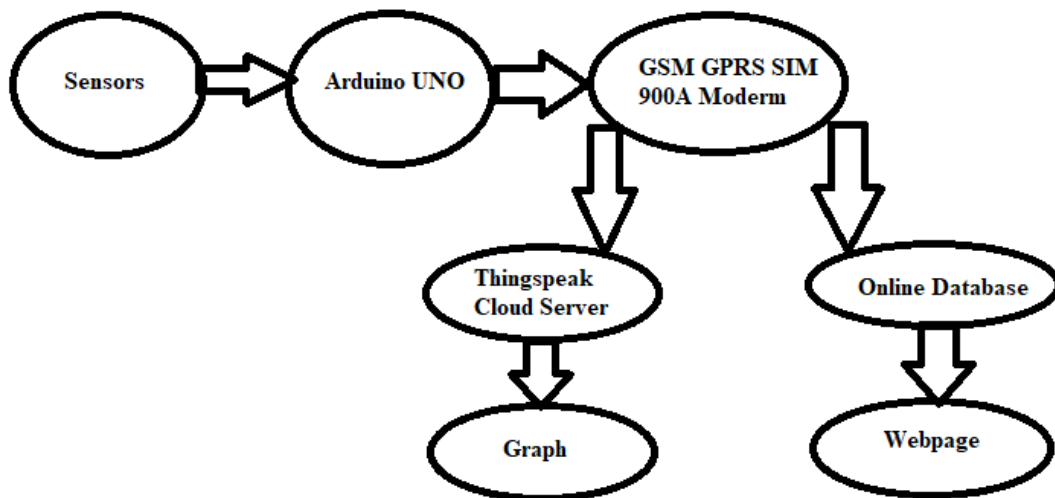 Sensors
Arduino UNO
GSM GPRS SIM
900A Moderm
Thingspeak
Cloud Server
Online Database
Graph
Webpage